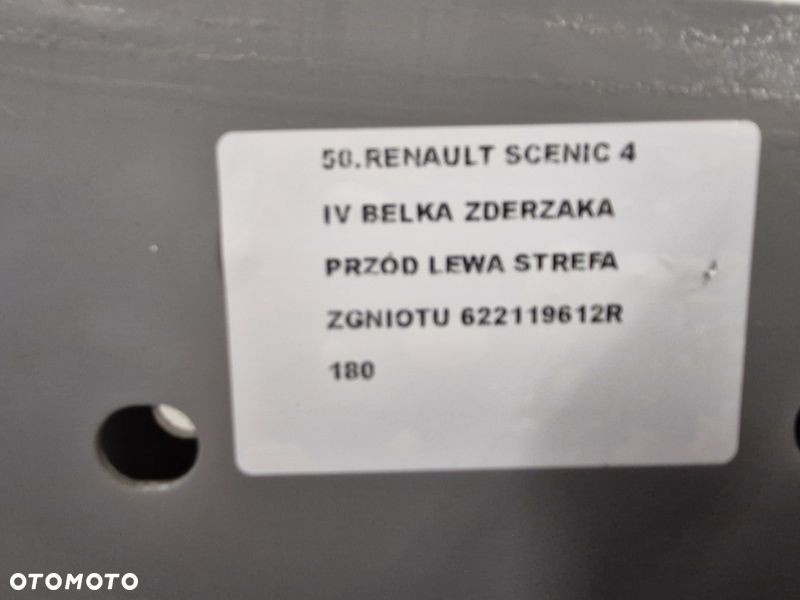 50.RENAULT SCENIC 4
IV BELKA ZDERZAKA
PRZÓD LEWA STREFA
ZGNIOTU 622119612R
180
OTOMOTO